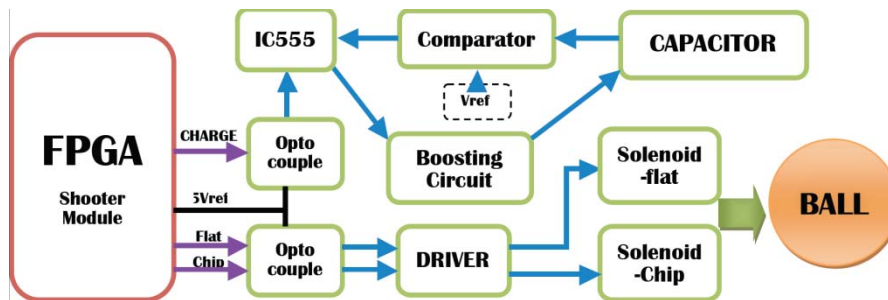 IC555
Comparator
CAPACITOR
Vref
CHARGE
FPGA
Shooter
Module
Opto
couple
Boosting
Circuit
Solenoid
-flat
5Vref
BALL
Flat
Chip
Opto
couple
DRIVER
Solenoid
-Chip